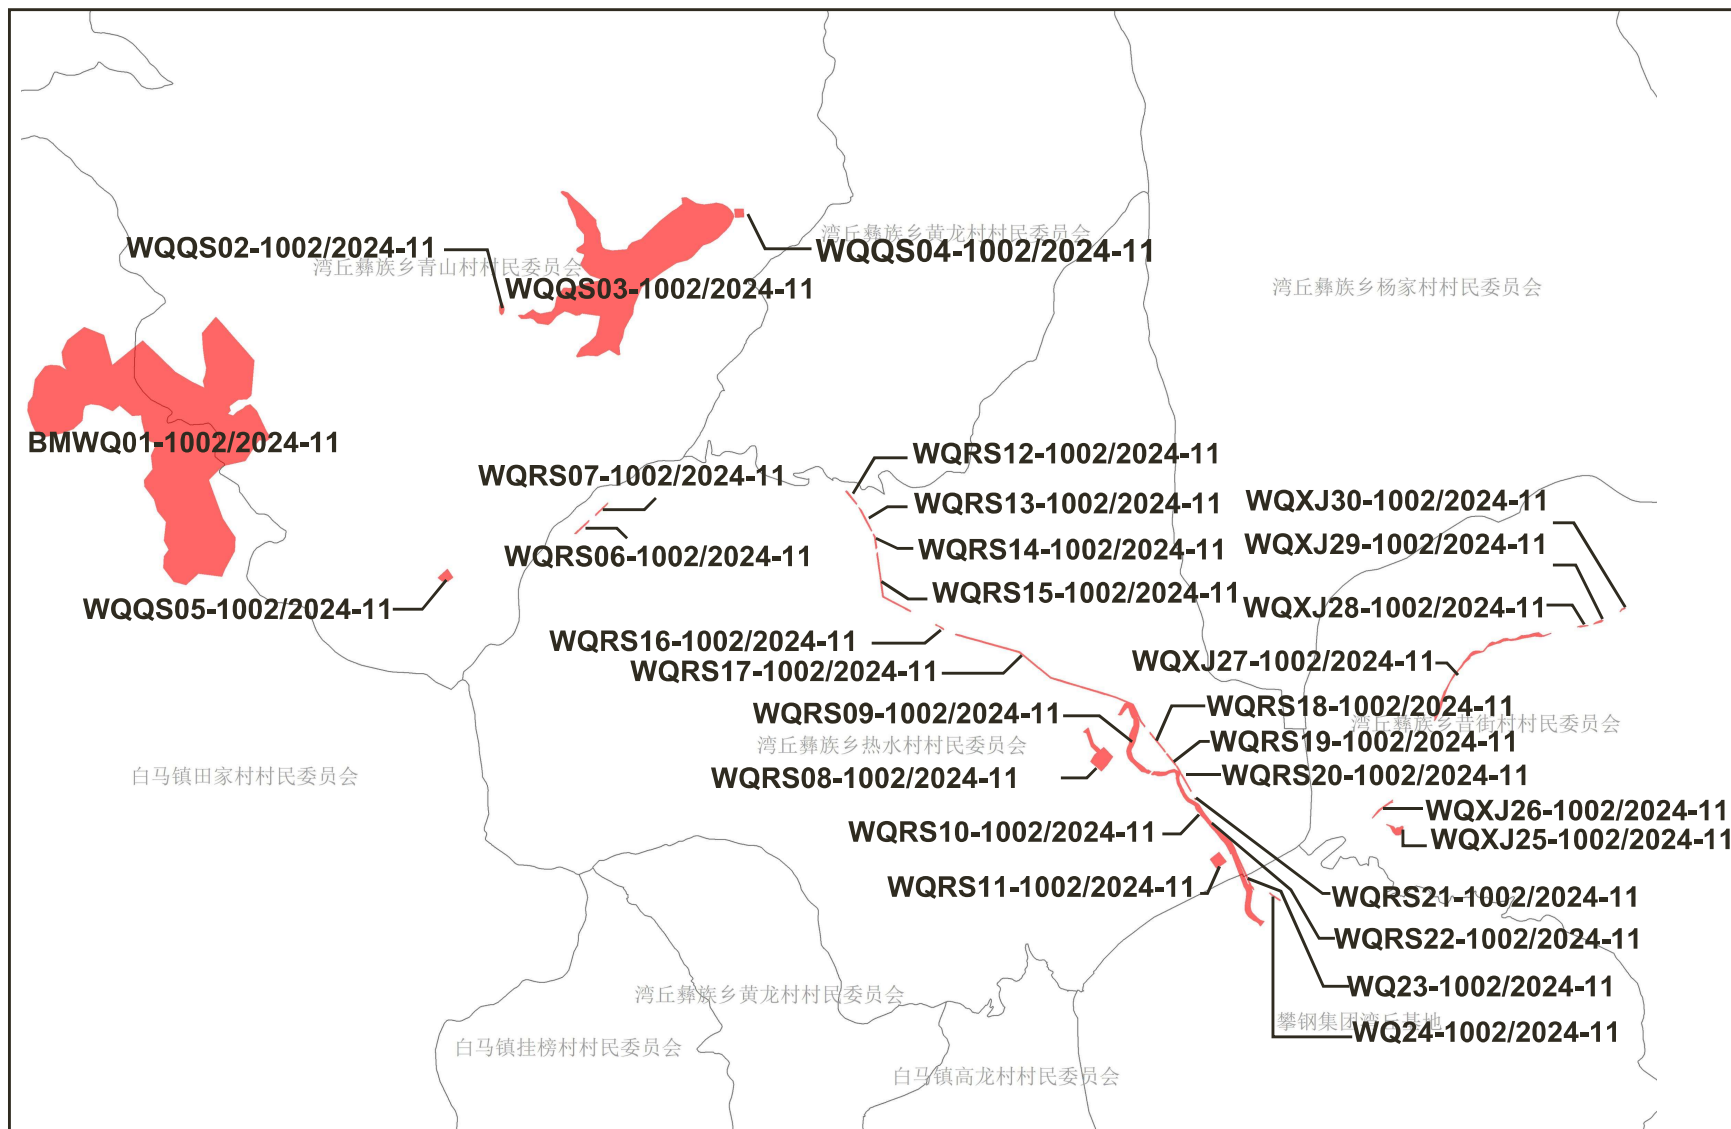 湾丘彝族乡黄龙村村民委员会
WQQS02-1002/2024-11
WQQS04-1002/2024-11
湾丘彝族乡青山村村民委员会
WQQS03-1002/2024-11
湾丘彝族乡杨家村村民委员会
BMWQ01-1002/2024-11
WQRS12-1002/2024-11
WQRS07-1002/2024-11
WQRS13-1002/2024-11
WQXJ30-1002/2024-11
WQRS06-1002/2024-11
WQRS14-1002/2024-11
WQXJ29-1002/2024-11
WQRS15-1002/2024-11
WQXJ28-1002/2024-11
WQQS05-1002/2024-11
WQRS16-1002/2024-11
WQRS17-1002/2024-11
WQXJ27-1002/2024-11
WQRS09-1002/2024-11
WQRS18-1002/2024-11
湾丘彝族乡昔街村村民委员会
湾丘彝族乡热水村村民委员会
WQRS19-1002/2024-11
白马镇田家村村民委员会
WQRS08-1002/2024-11
WQRS20-1002/2024-11
WQXJ26-1002/2024-11
WQRS10-1002/2024-11
WQXJ25-1002/2024-11
WQRS11-1002/2024-11
WQRS21-1002/2024-11
WQRS22-1002/2024-11
湾丘彝族乡黄龙村村民委员会
WQ23-1002/2024-11
攀钢集团湾丘基地
WQ24-1002/2024-11
白马镇挂榜村村民委员会
白马镇高龙村村民委员会